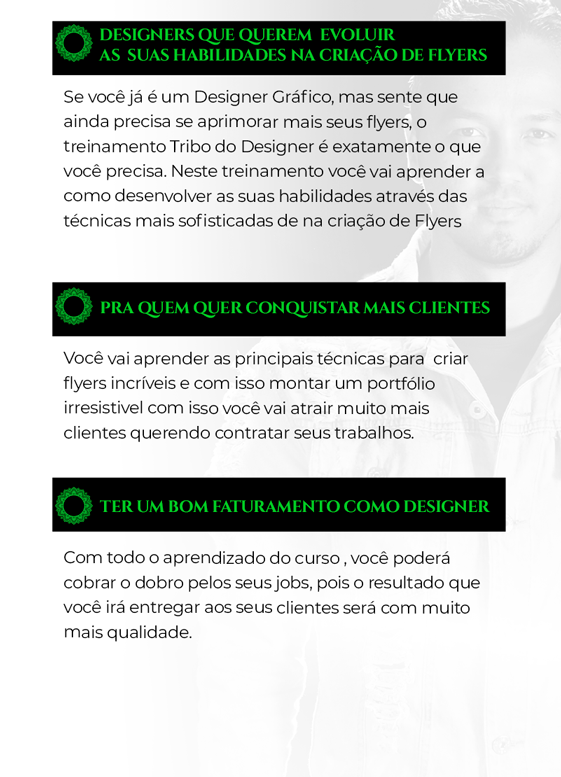 DESIGNERS QUE QUEREM EVOLUIR
AS SUAS HABILIDADES NA CRIAÇÃO DE FLYERS
Se você já é um Designer Gráfico, mas sente que
ainda precisa se aprimorar mais seus flyers, o
treinamento Tribo do Designer é exatamente o que
você precisa. Neste treinamento você vai aprender a
como desenvolver as suas habilidades através das
técnicas mais sofisticadas de na criação de Flyers
PRA QUEM QUER CONQUISTAR MAIS CLIENTES
Você vai aprender as principais técnicas para criar
flyers incríveis e com isso montar um portfólio
irresistivel com isso você vai atrair muito mais
clientes querendo contratar seus trabalhos.
TER UM BOM FATURAMENTO COMO DESIGNER
Com todo o aprendizado do curso , você poderá
cobrar o dobro pelos seus jobs, pois o resultado que
você irá entregar aos seus clientes será com muito
mais qualidade.